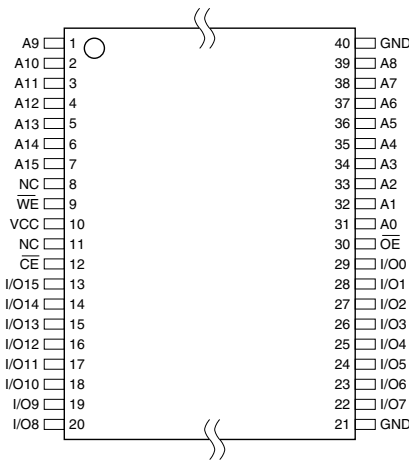 A9 1 40 GND
A10 2 39 A8
A11 3 38 A7
A12 4 37 A6
A13 5 36 A5
A14 6 35 A4
A15 7 34 A3
NC 8 33 A2
WE 9 32 A1
VCC 10 31 A0
NC 11 30 OE
CE 12 29 I/O0
I/O15 13 28 I/O1
I/O14 14 27 I/O2
I/O13 15 26 I/O3
I/O12 16 25 I/O4
I/O11 17 24 I/O5
I/O10 18 23 I/O6
I/O9 19 22 I/O7
I/O8 20 21 GND